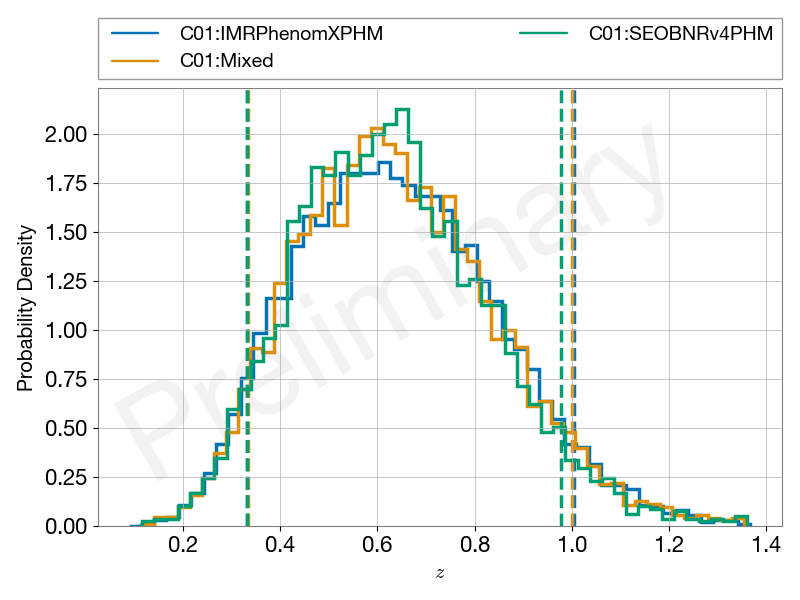 C01:IMRPhenomXPHM
C01:Mixed
C01:SEOBNRv4PHM
Preliminary
Probability Density
2.00
1.75
1.50
1.25
1.00
0.75
0.50
0.25
0.00
0.2 0.4 0.6 0.8 1.0 1.2 1.4
z